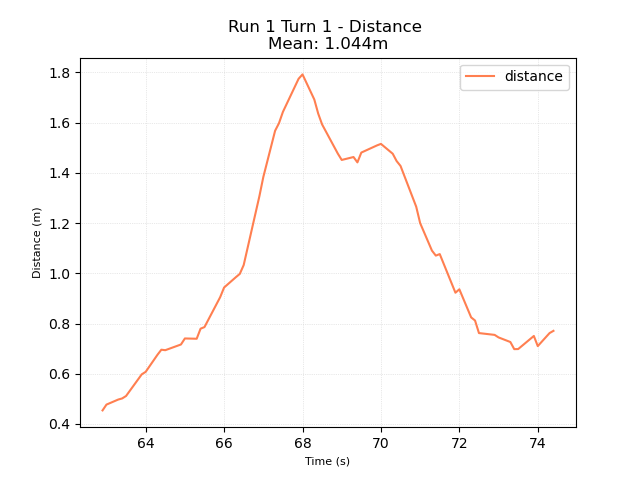 Run 1 Turn 1 - Distance
Mean: 1.044m
distance
1.8
1.6
1.4
1.2
1.0
0.8
0.6
0.4
Distance (m)
64 66 68 70 72 74
Time (s)